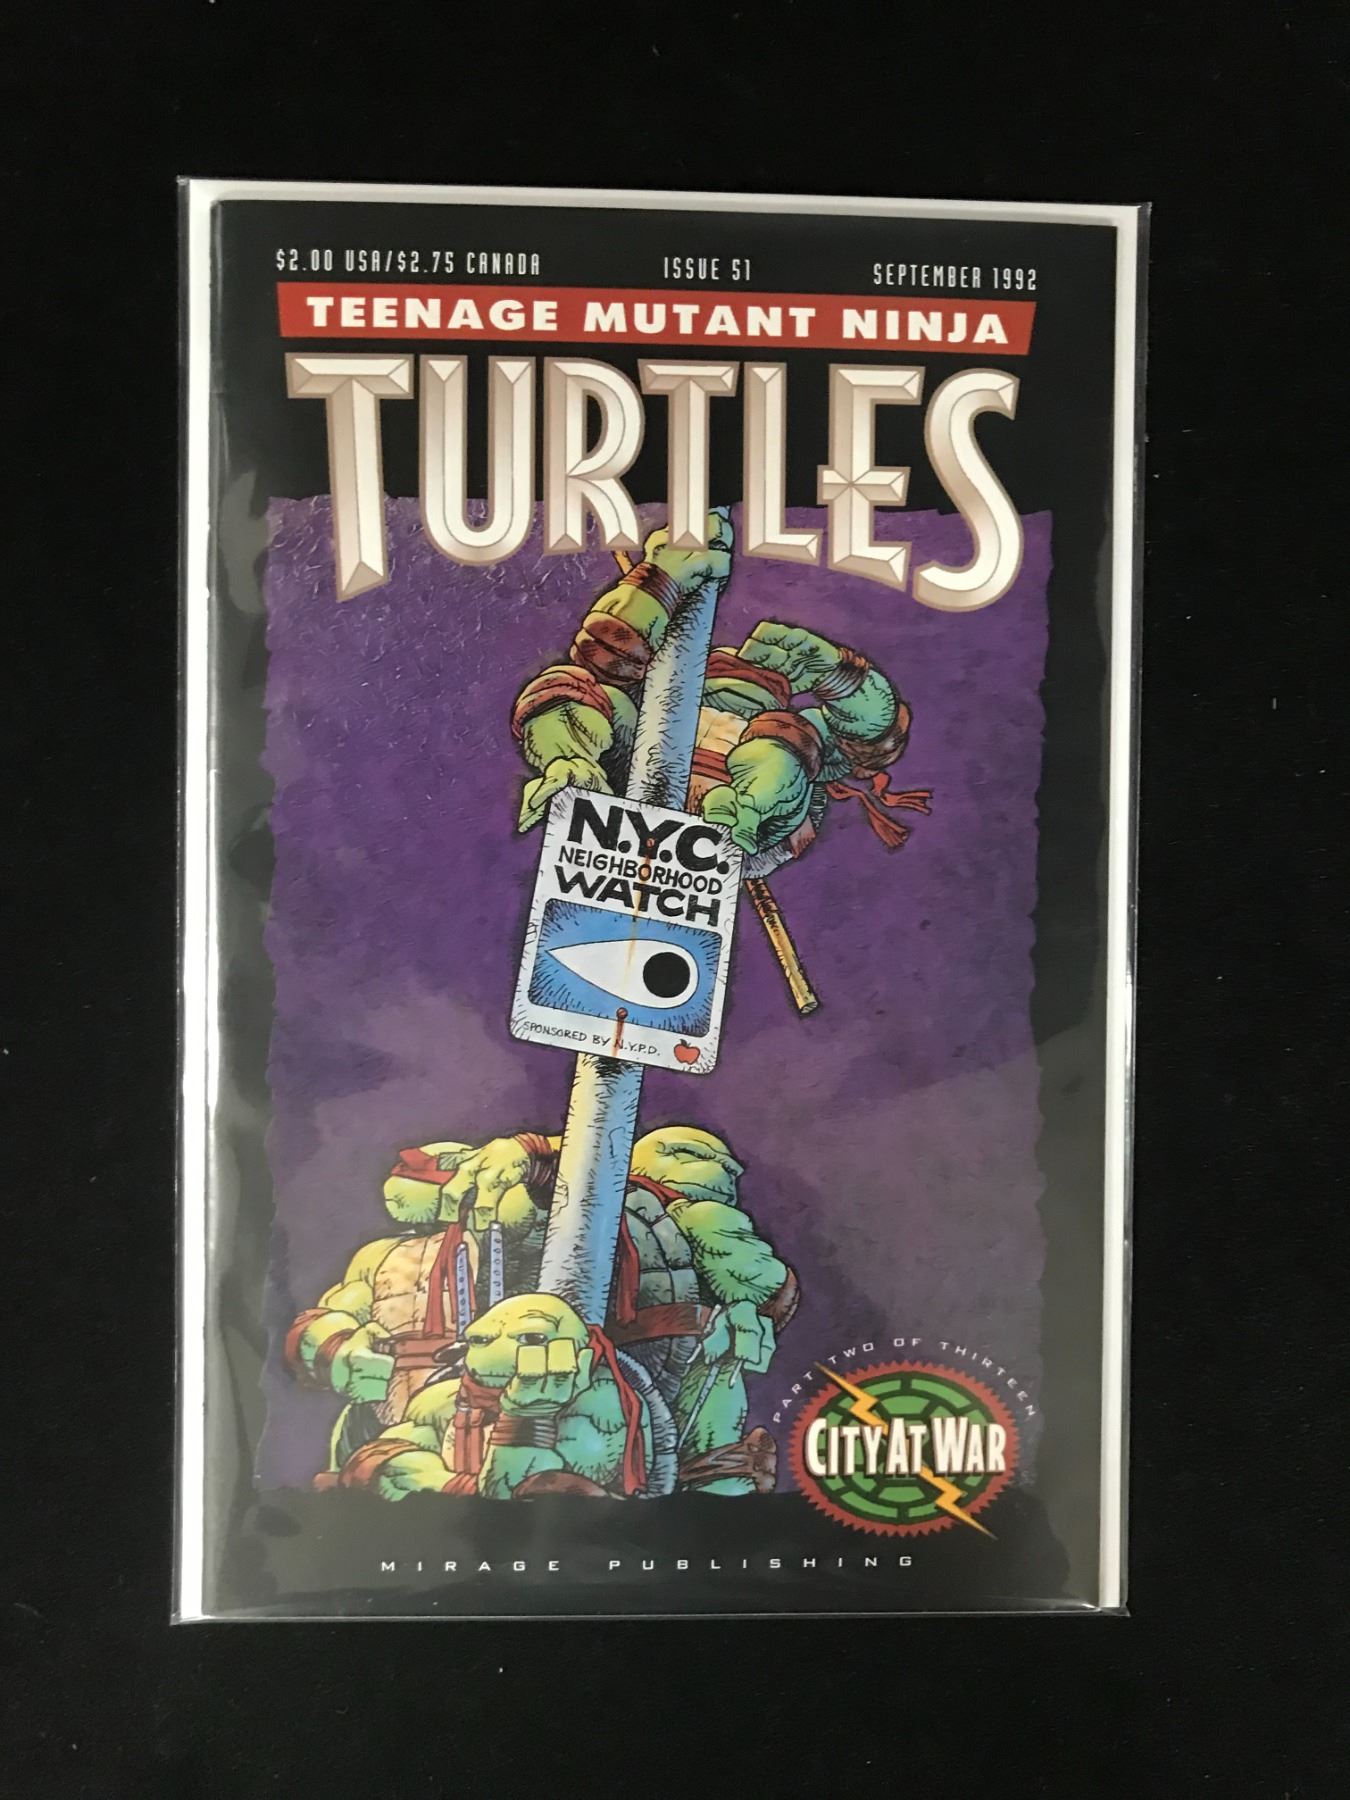 $2.00 USA/$2.75 CANADA ISSUE 51 SEPTEMBER 1992
TEENAGE MUTANT NINJA
TURTLES
N.Y.C.
NEIGHBORHOOD
WATCH
SPONSORED BY N.Y.P.D.
PART TWO OF THIRTEEN
CITY AT WAR
MIRAGE PUBLISHING